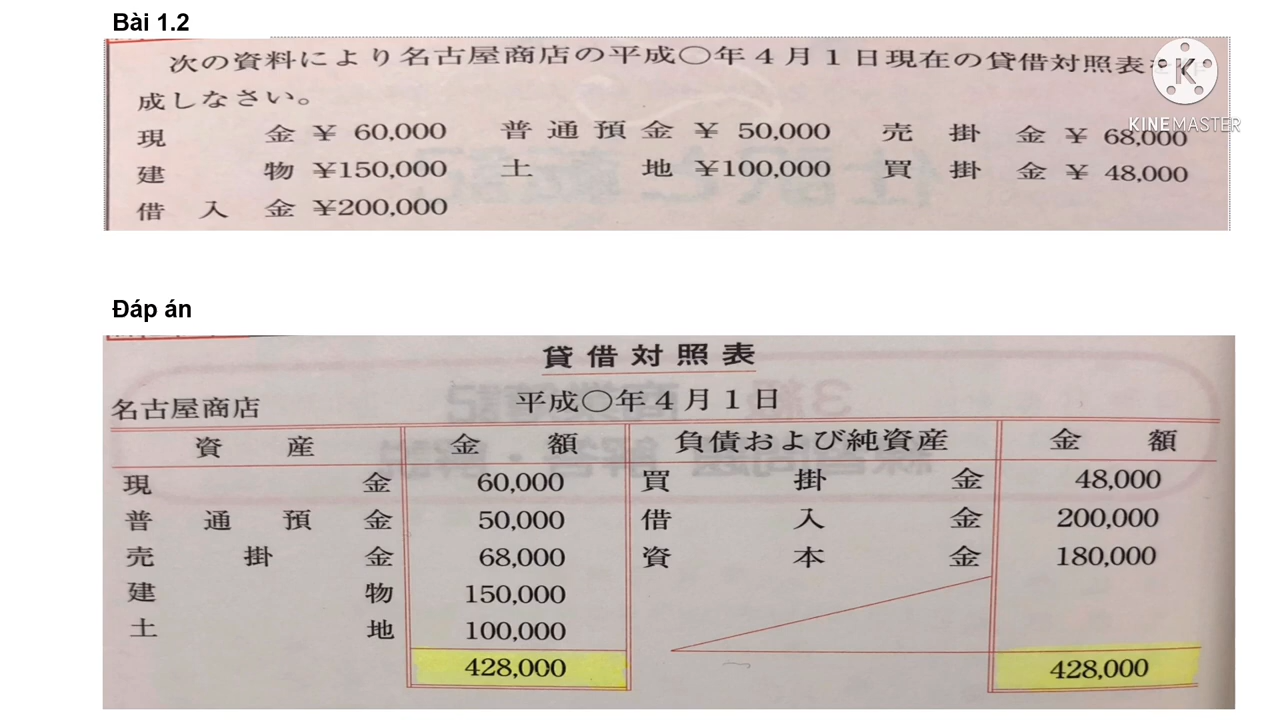 Bài 1.2
次の資料により名古屋商店の平成〇年4月1日現在の貸借対照表を
成しなさい。
現金 ¥ 60,000 普通預金 ¥ 50,000 売掛金 ¥ 68,000
建物 ¥150,000 土地 ¥100,000 買掛金 ¥ 48,000
借入金 ¥200,000
KINEMASTER
Đáp án
貸借対照表
名古屋商店 平成〇年4月1日
資産 金額 負債および純資産 金額
現金 60,000 買掛金 48,000
普通預金 50,000 借入金 200,000
売掛金 68,000 資本金 180,000
建物 150,000
土地 100,000
428,000 428,000